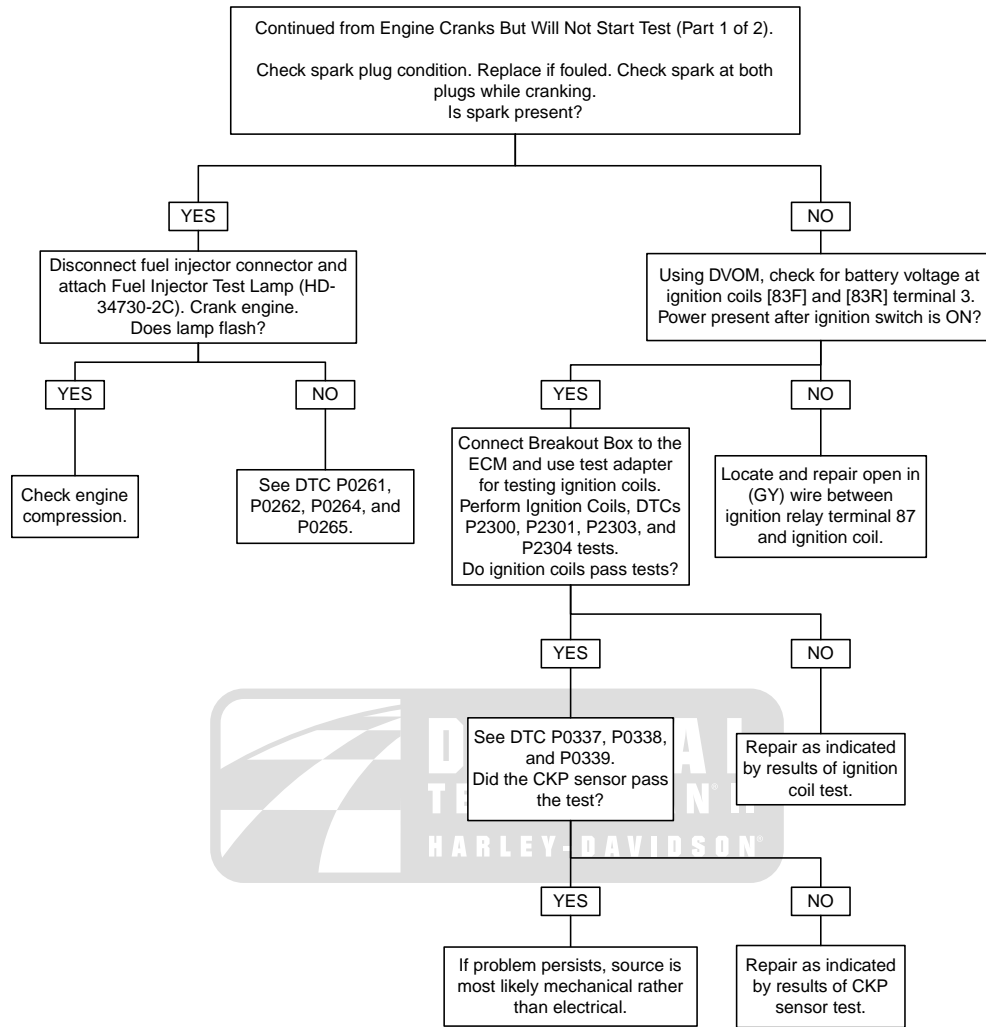 Continued from Engine Cranks But Will Not Start Test (Part 1 of 2).
Check spark plug condition. Replace if fouled. Check spark at both
plugs while cranking.
Is spark present?
YES
NO
Disconnect fuel injector connector and
attach Fuel Injector Test Lamp (HD-
34730-2C). Crank engine.
Does lamp flash?
Using DVOM, check for battery voltage at
ignition coils [83F] and [83R] terminal 3.
Power present after ignition switch is ON?
YES
NO
YES
NO
Check engine
compression.
See DTC P0261,
P0262, P0264, and
P0265.
Connect Breakout Box to the
ECM and use test adapter
for testing ignition coils.
Perform Ignition Coils, DTCs
P2300, P2301, P2303, and
P2304 tests.
Do ignition coils pass tests?
Locate and repair open in
(GY) wire between
ignition relay terminal 87
and ignition coil.
YES
NO
See DTC P0337, P0338,
and P0339.
Did the CKP sensor pass
the test?
Repair as indicated
by results of ignition
coil test.
HARLEY-DAVIDSON
YES
NO
If problem persists, source is
most likely mechanical rather
than electrical.
Repair as indicated
by results of CKP
sensor test.